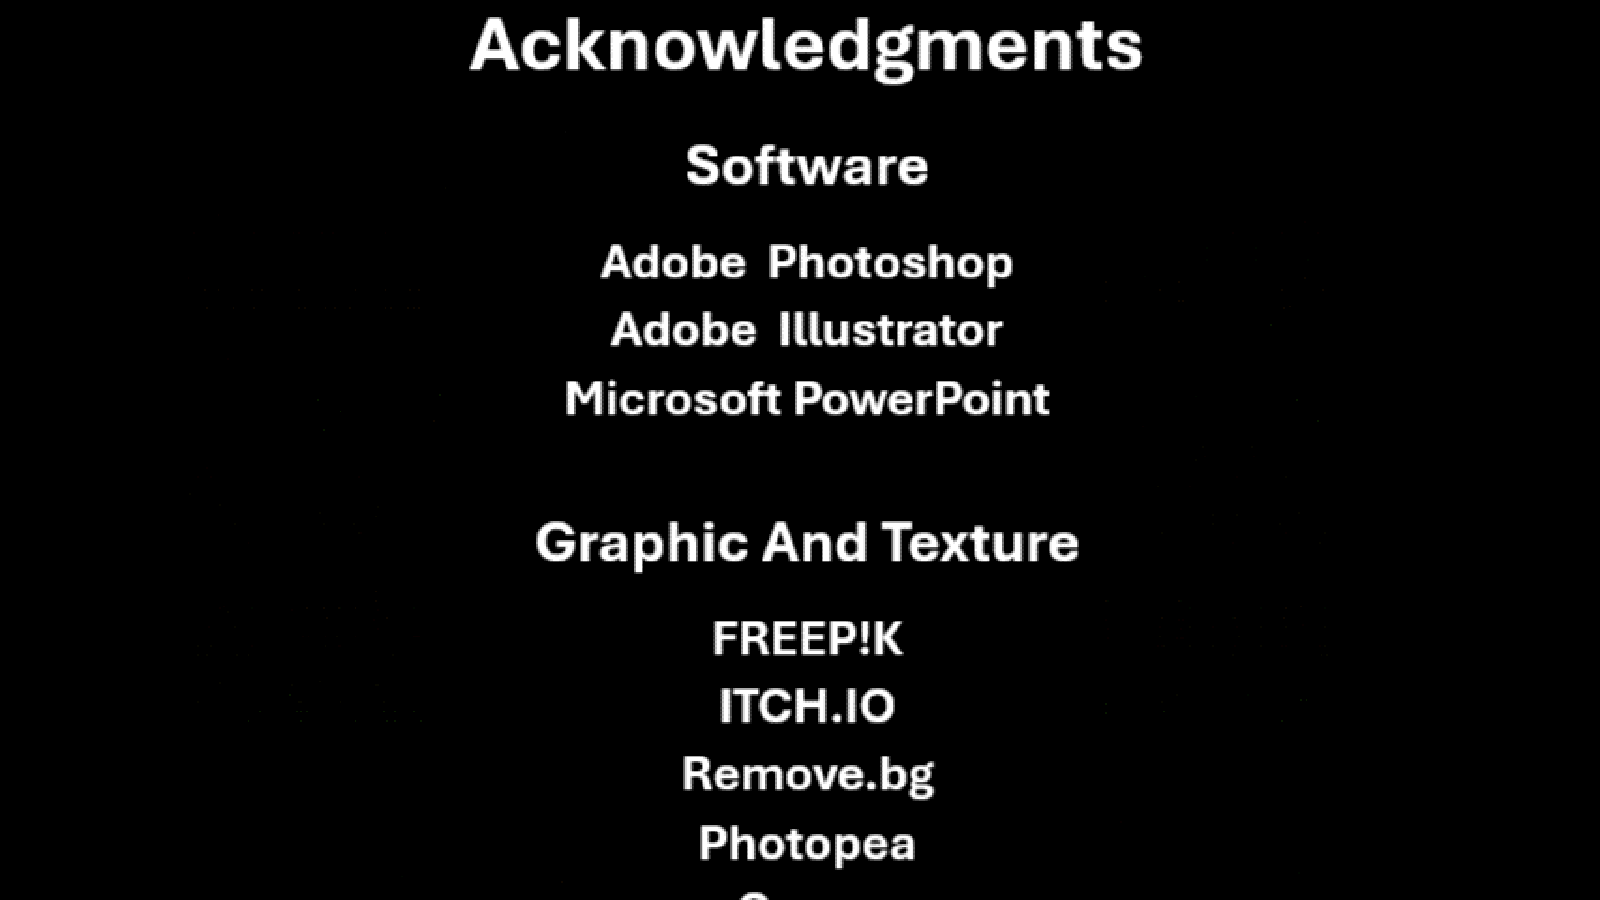 Acknowledgments
Software
Adobe Photoshop
Adobe Illustrator
Microsoft PowerPoint
Graphic And Texture
FREEP!K
ITCH.IO
Remove.bg
Photopea